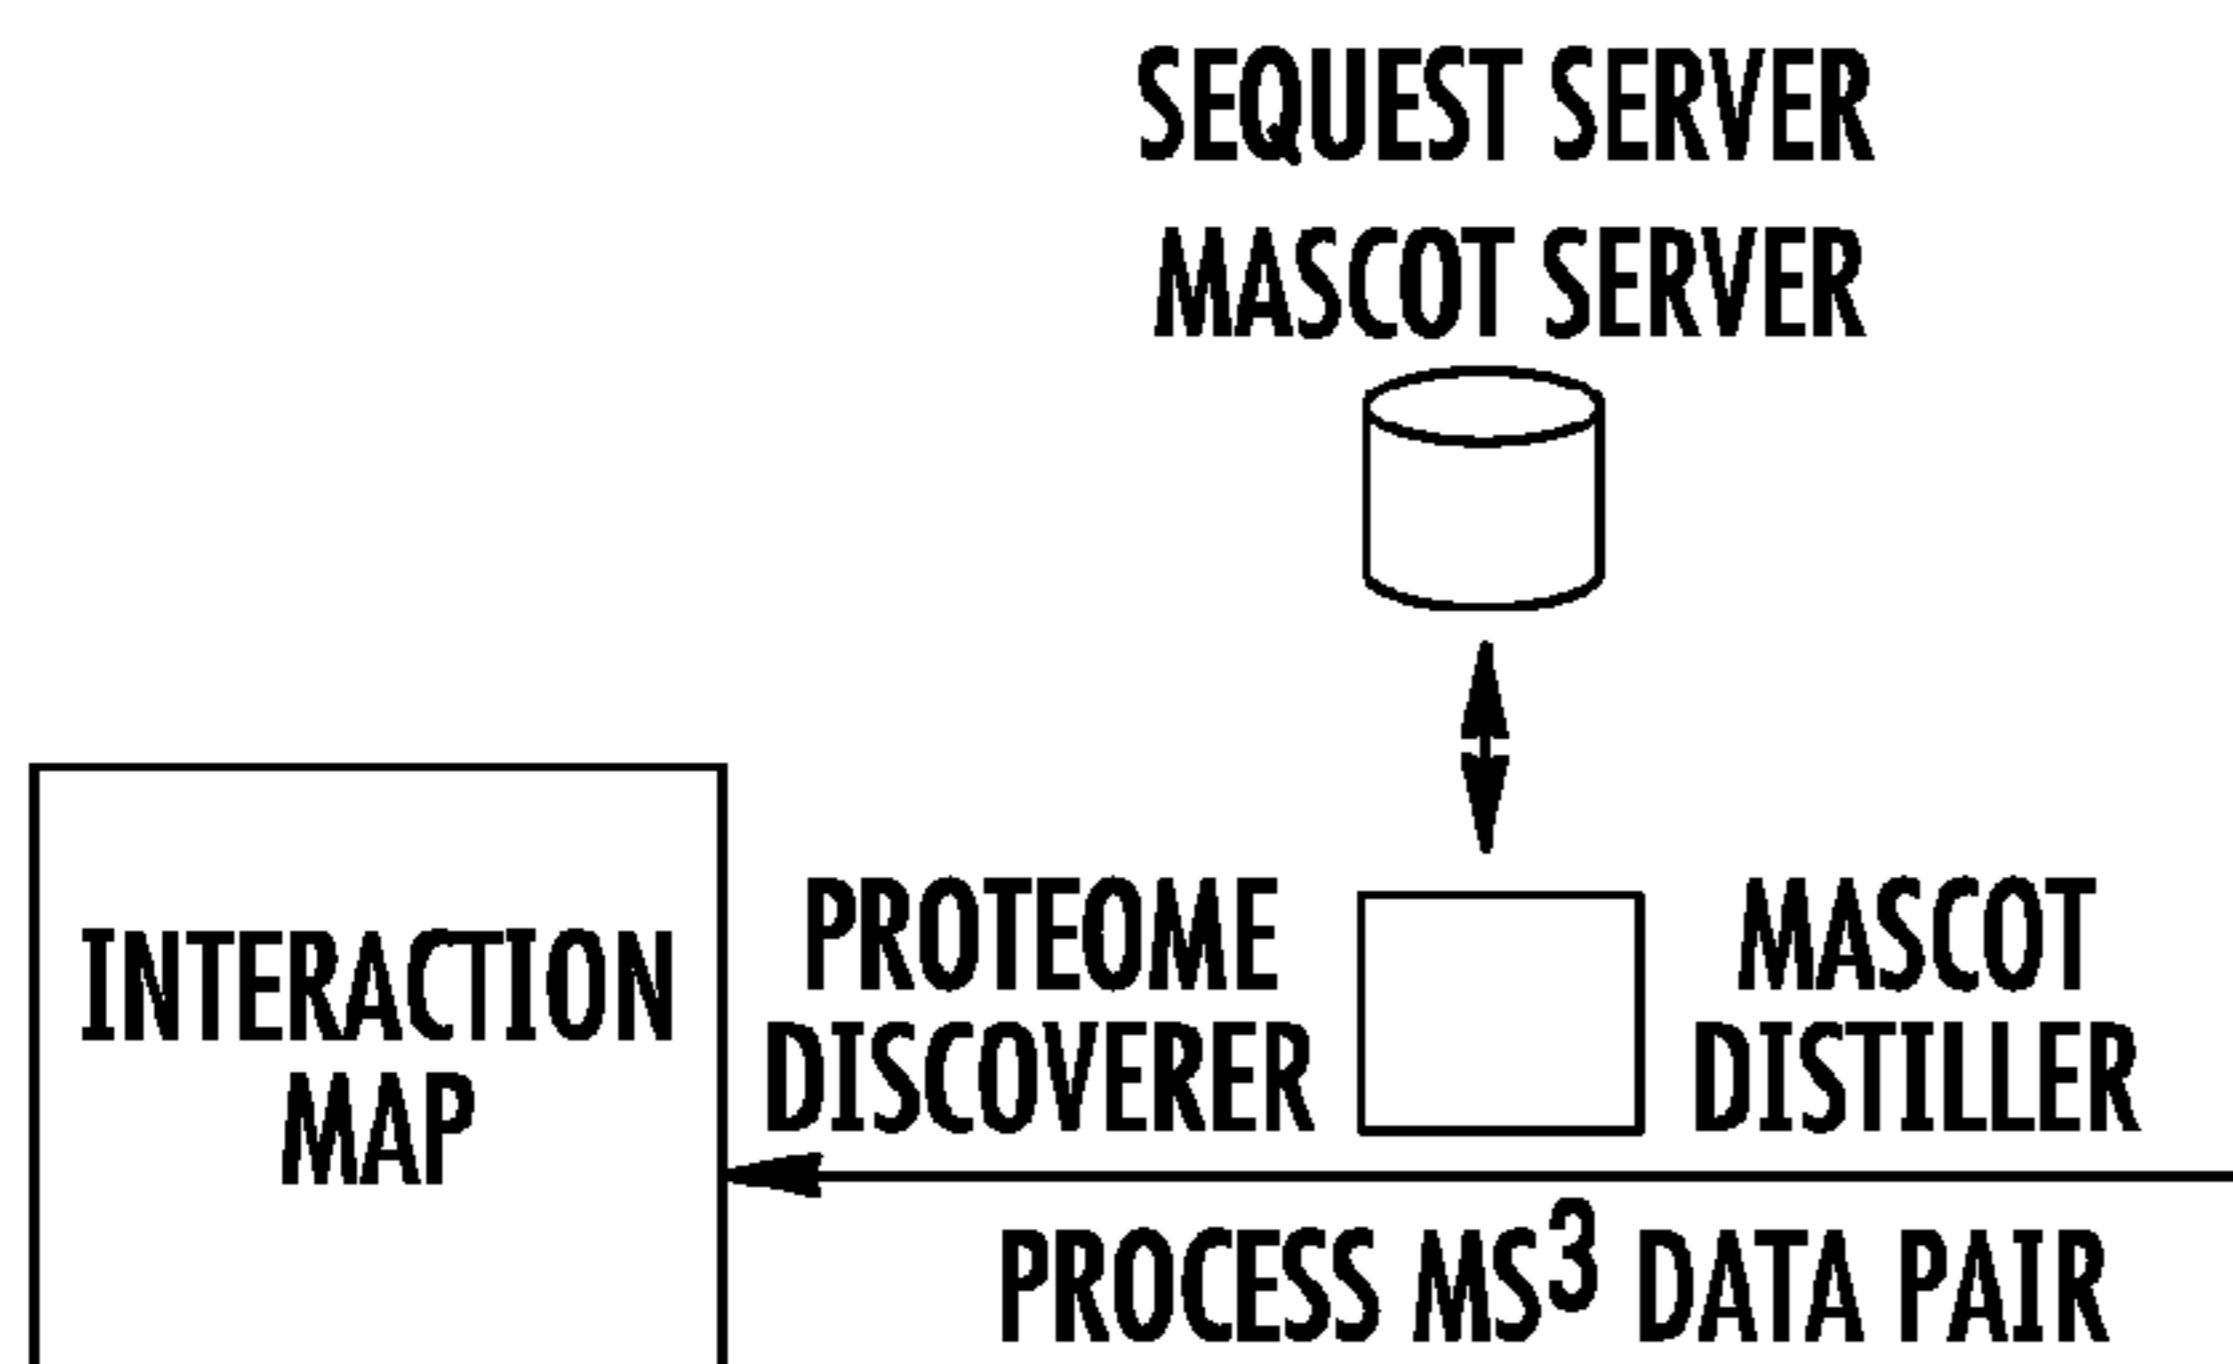 SEQUEST SERVER
MASCOT SERVER
INTERACTION
MAP
PROTEOME
DISCOVERER
MASCOT
DISTILLER
PROCESS MS³ DATA PAIR